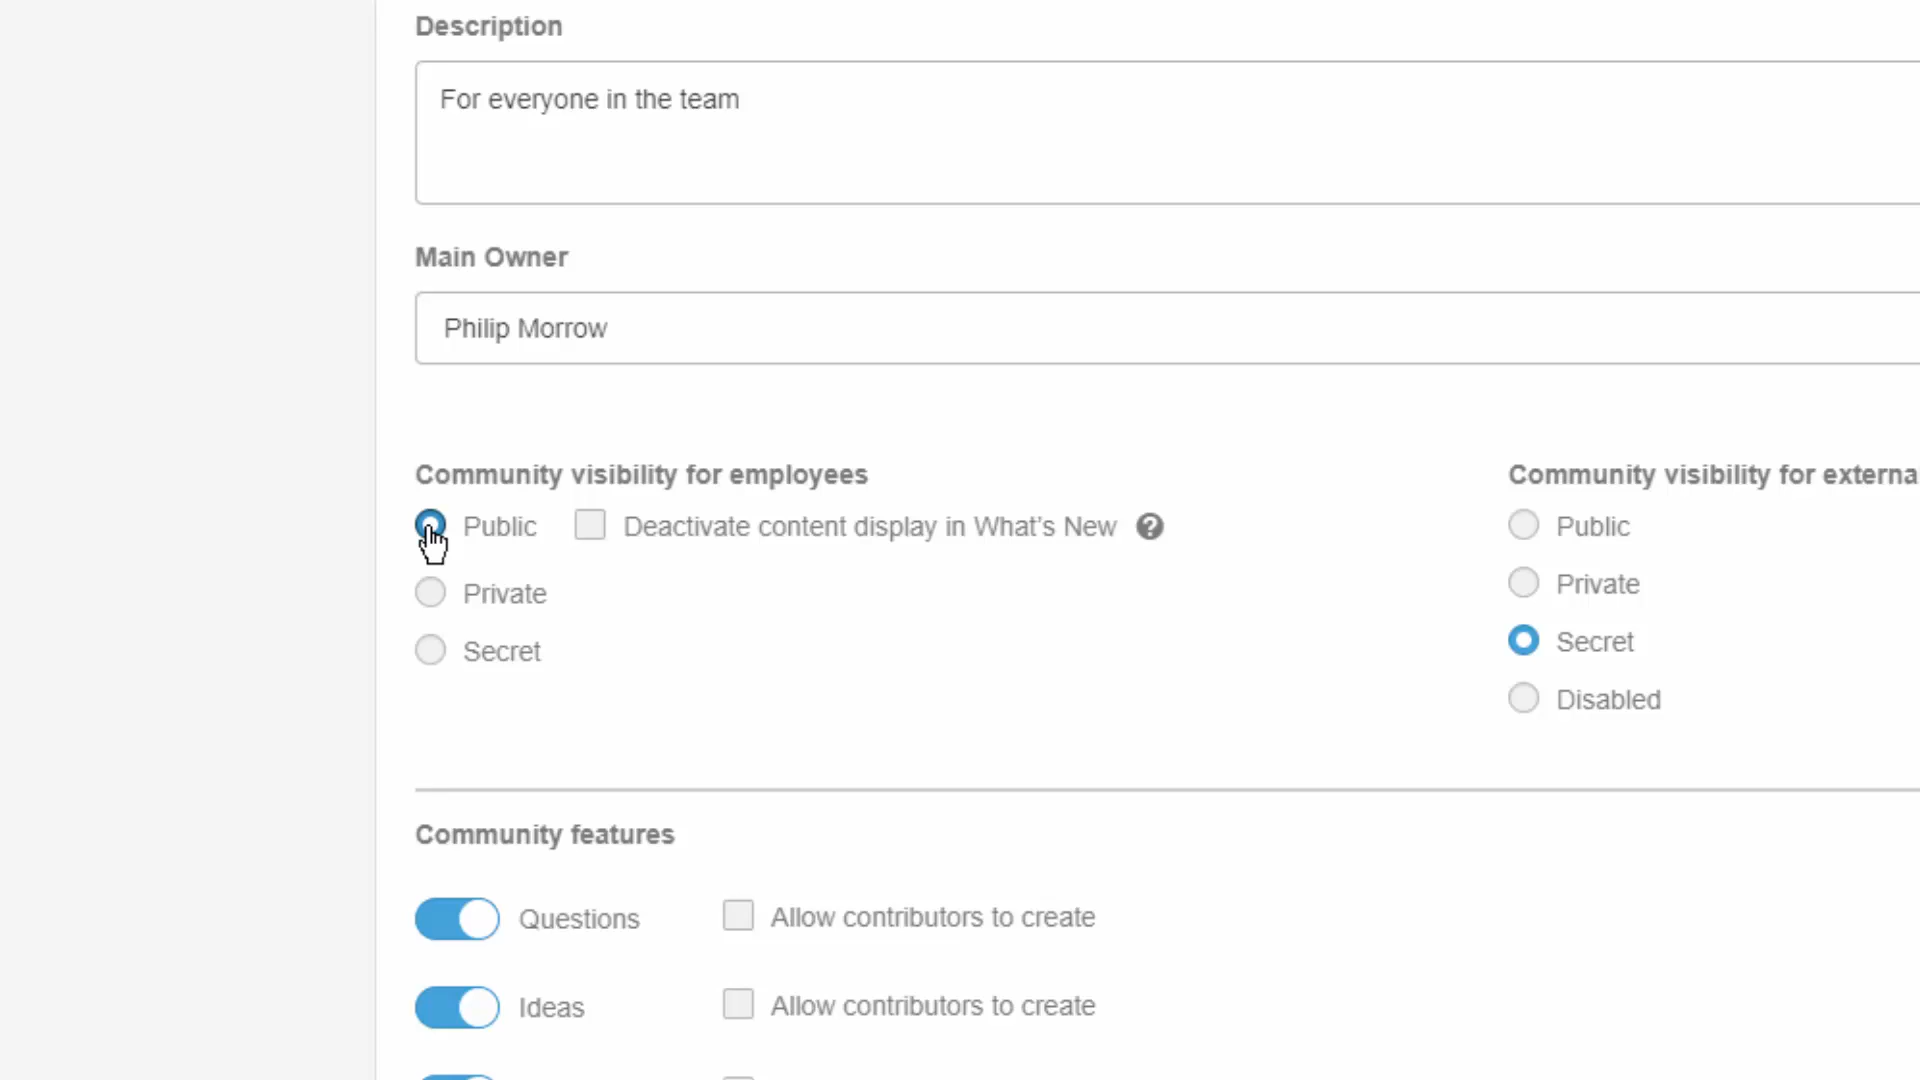 Description
For everyone in the team
Main Owner
Philip Morrow
Community visibility for employees
Public
Deactivate content display in What's New
?
Private
Secret
Community visibility for externa
Public
Private
Secret
Disabled
Community features
Questions
Allow contributors to create
Ideas
Allow contributors to create